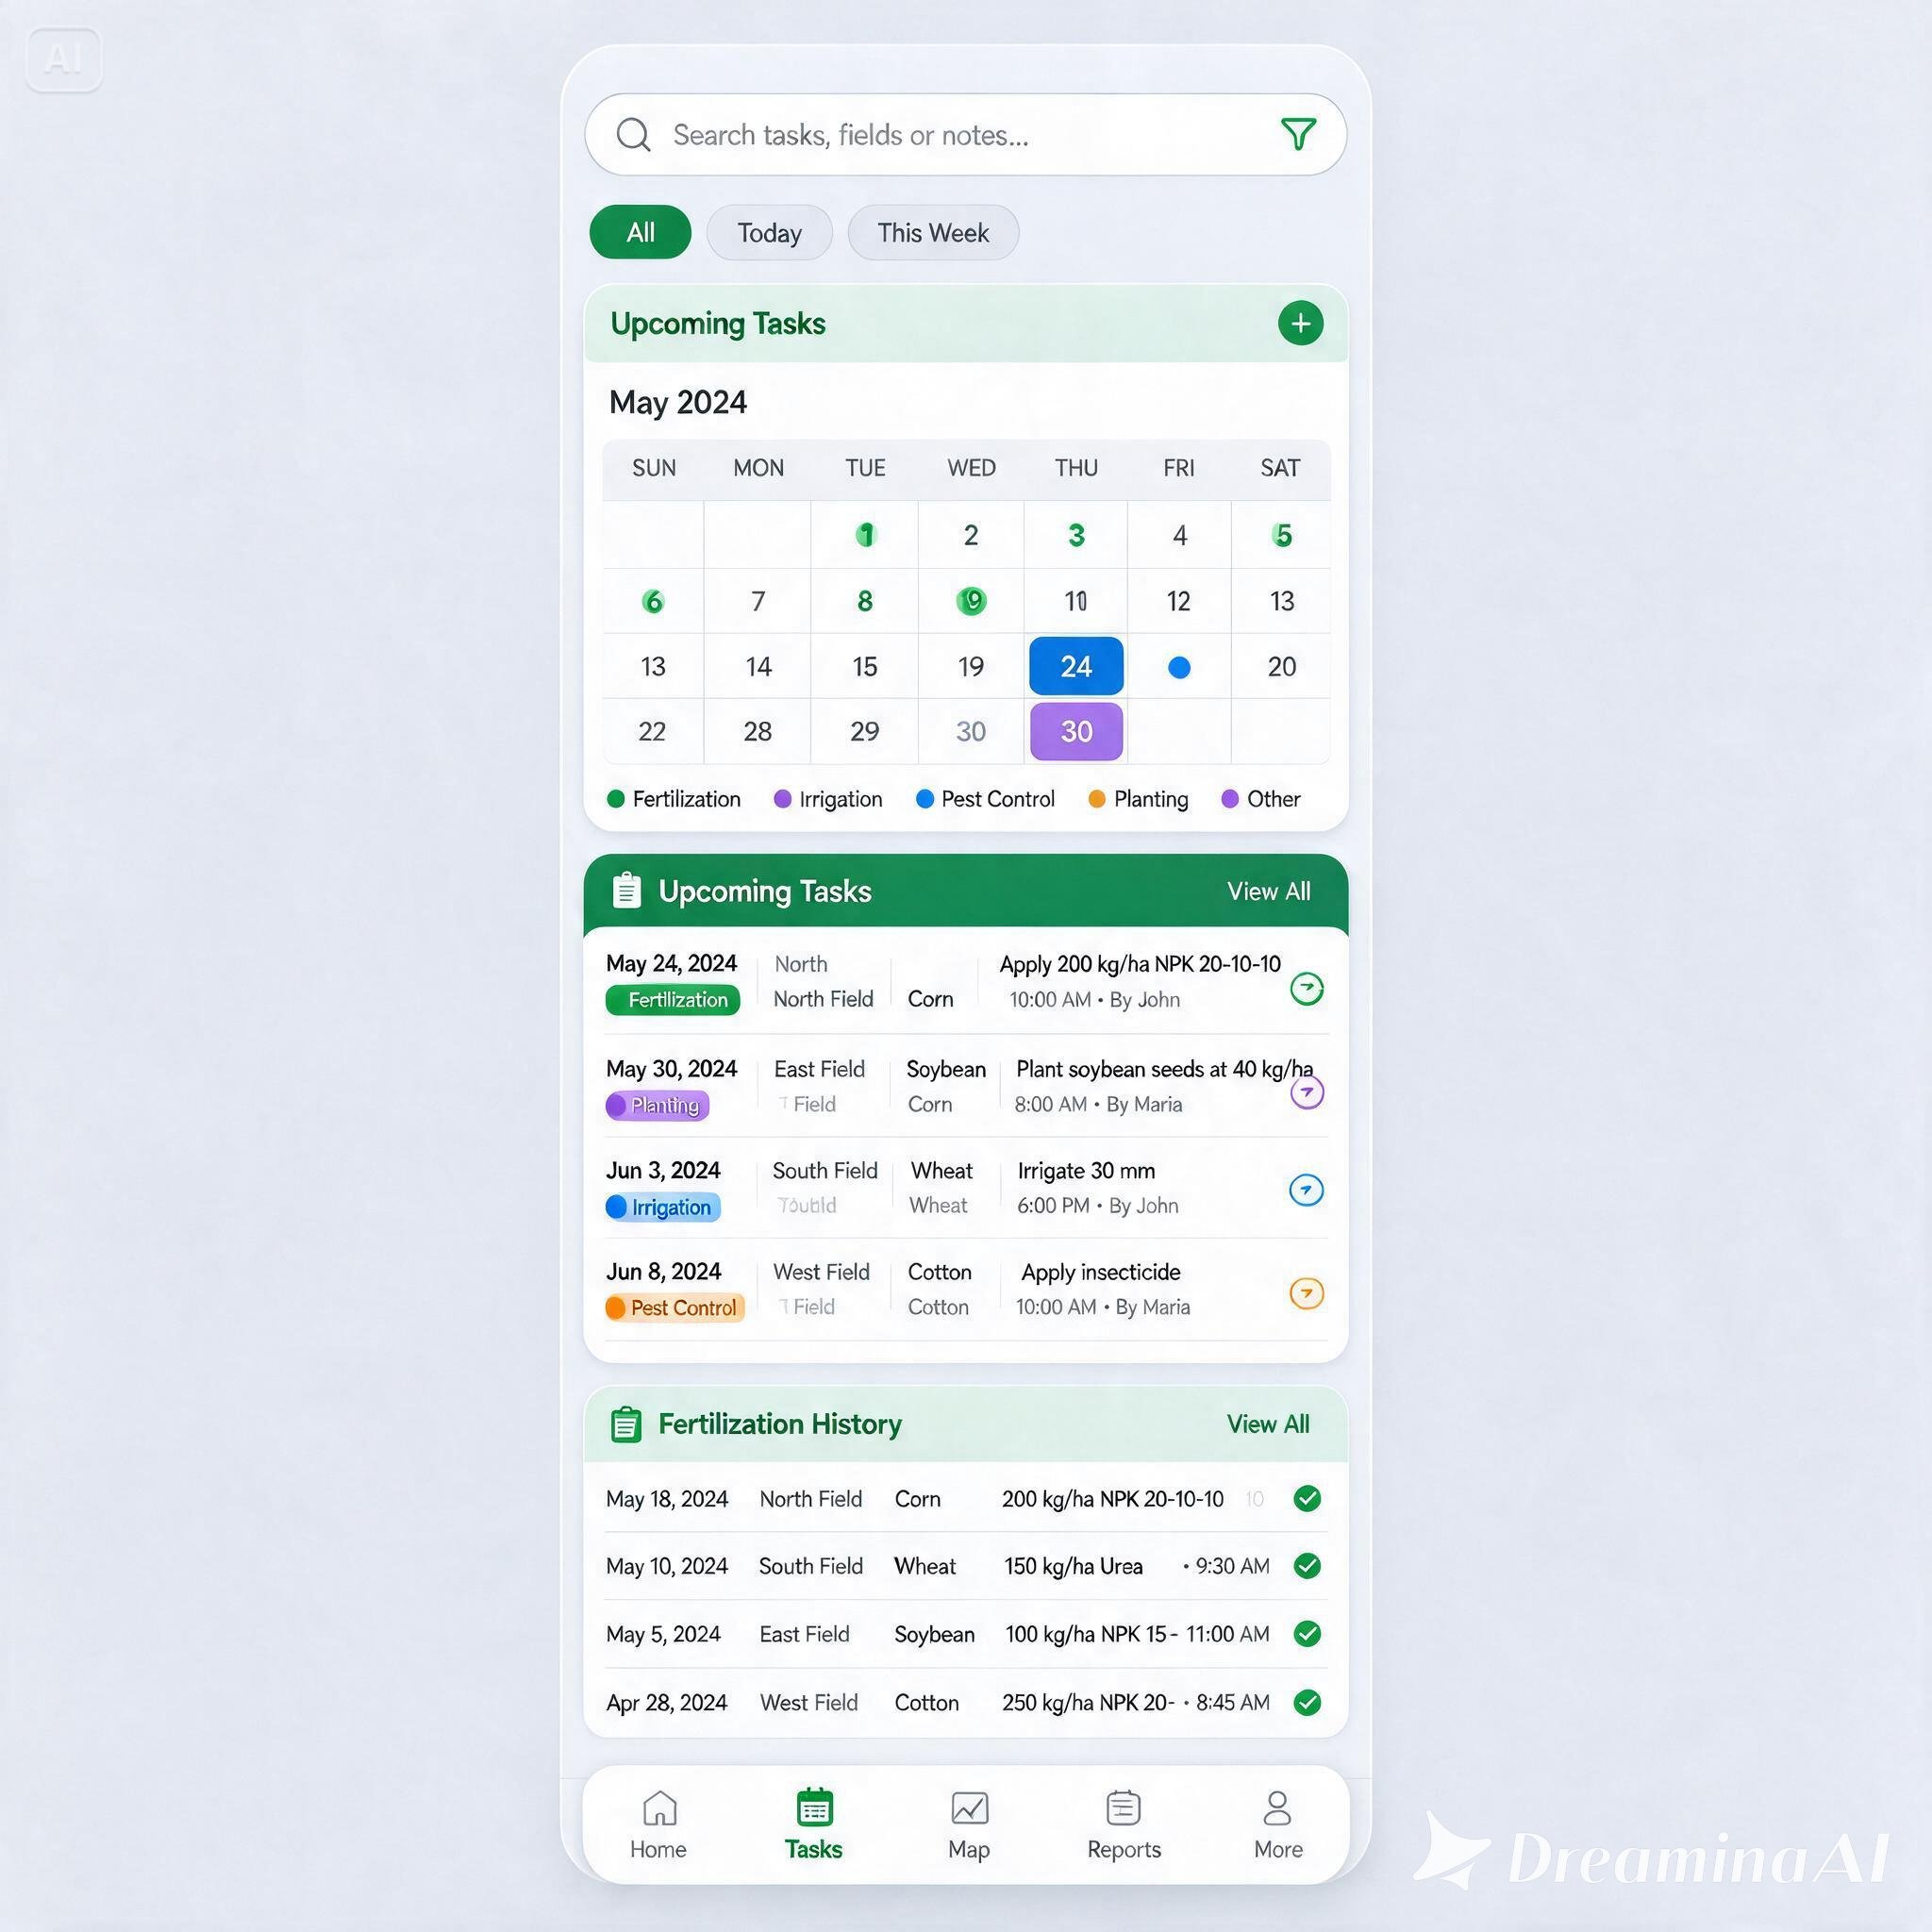 AI
Search tasks, fields or notes...
All Today This Week
Upcoming Tasks
May 2024
SUN MON TUE WED THU FRI SAT
1 2 3 4 5
6 7 8 12 13
13 14 15 19 24 20
22 28 29 30 30
Fertilization Irrigation Pest Control Planting Other
Upcoming Tasks View All
May 24, 2024 North Apply 200 kg/ha NPK 20-10-10
Fertilization North Field Corn 10:00 AM • By John
May 30, 2024 East Field Soybean Plant soybean seeds at 40 kg/ha
Planting Field Corn 8:00 AM • By Maria
Jun 3, 2024 South Field Wheat Irrigate 30 mm
Irrigation Wheat 6:00 PM • By John
Jun 8, 2024 West Field Cotton Apply insecticide
Pest Control Field Cotton 10:00 AM • By Maria
Fertilization History View All
May 18, 2024 North Field Corn 200 kg/ha NPK 20-10-10 10
May 10, 2024 South Field Wheat 150 kg/ha Urea • 9:30 AM
May 5, 2024 East Field Soybean 100 kg/ha NPK 15- 11:00 AM
Apr 28, 2024 West Field Cotton 250 kg/ha NPK 20- • 8:45 AM
Home Tasks Map Reports More
DreaminaAI